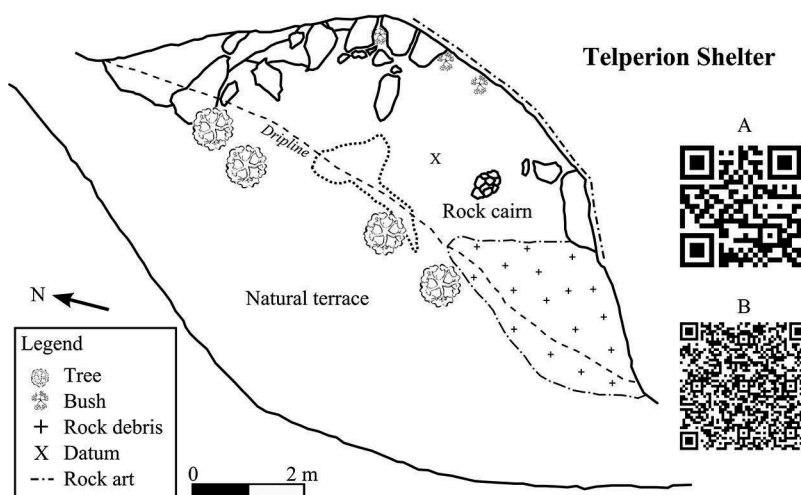 Telperion Shelter
A
Dripline
X
Rock cairn
N
Natural terrace
B
Legend
Tree
Bush
+ Rock debris
X Datum
Rock art
0 2 m